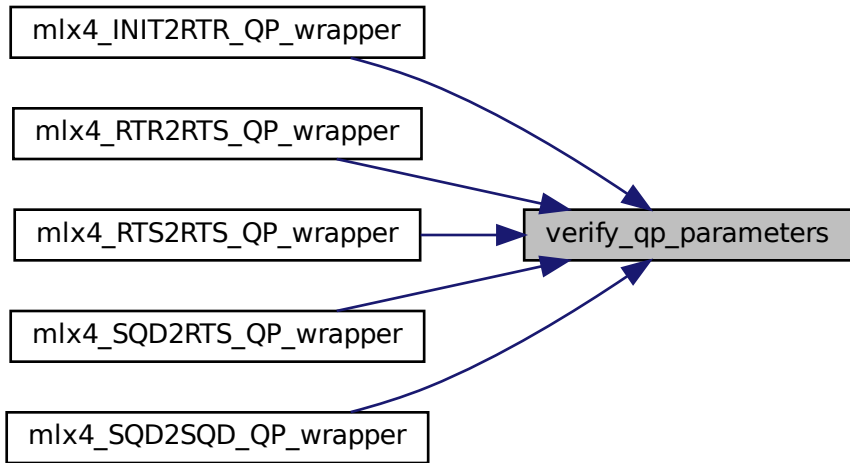 mlx4_INIT2RTR_QP_wrapper
mlx4_RTR2RTS_QP_wrapper
mlx4_RTS2RTS_QP_wrapper
verify_qp_parameters
mlx4_SQD2RTS_QP_wrapper
mlx4_SQD2SQD_QP_wrapper